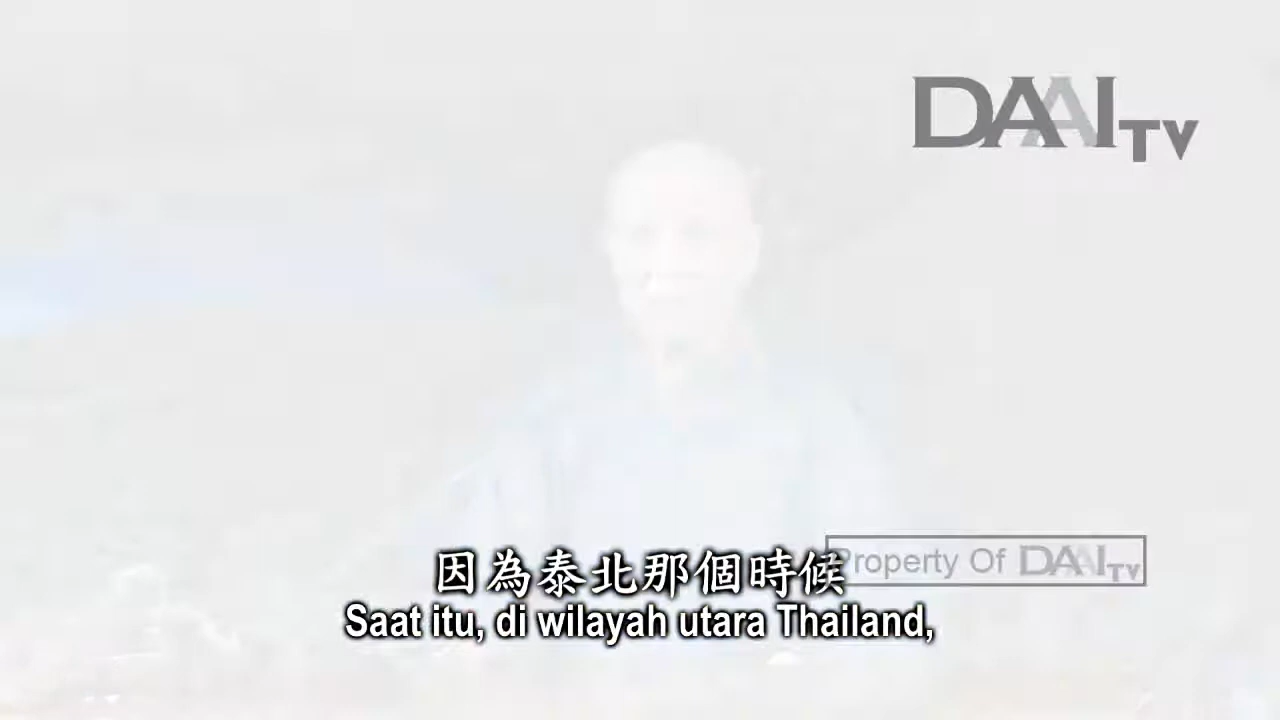 DAAI TV
Property Of DAAI TV
因為泰北那個時候
Saat itu, di wilayah utara Thailand,